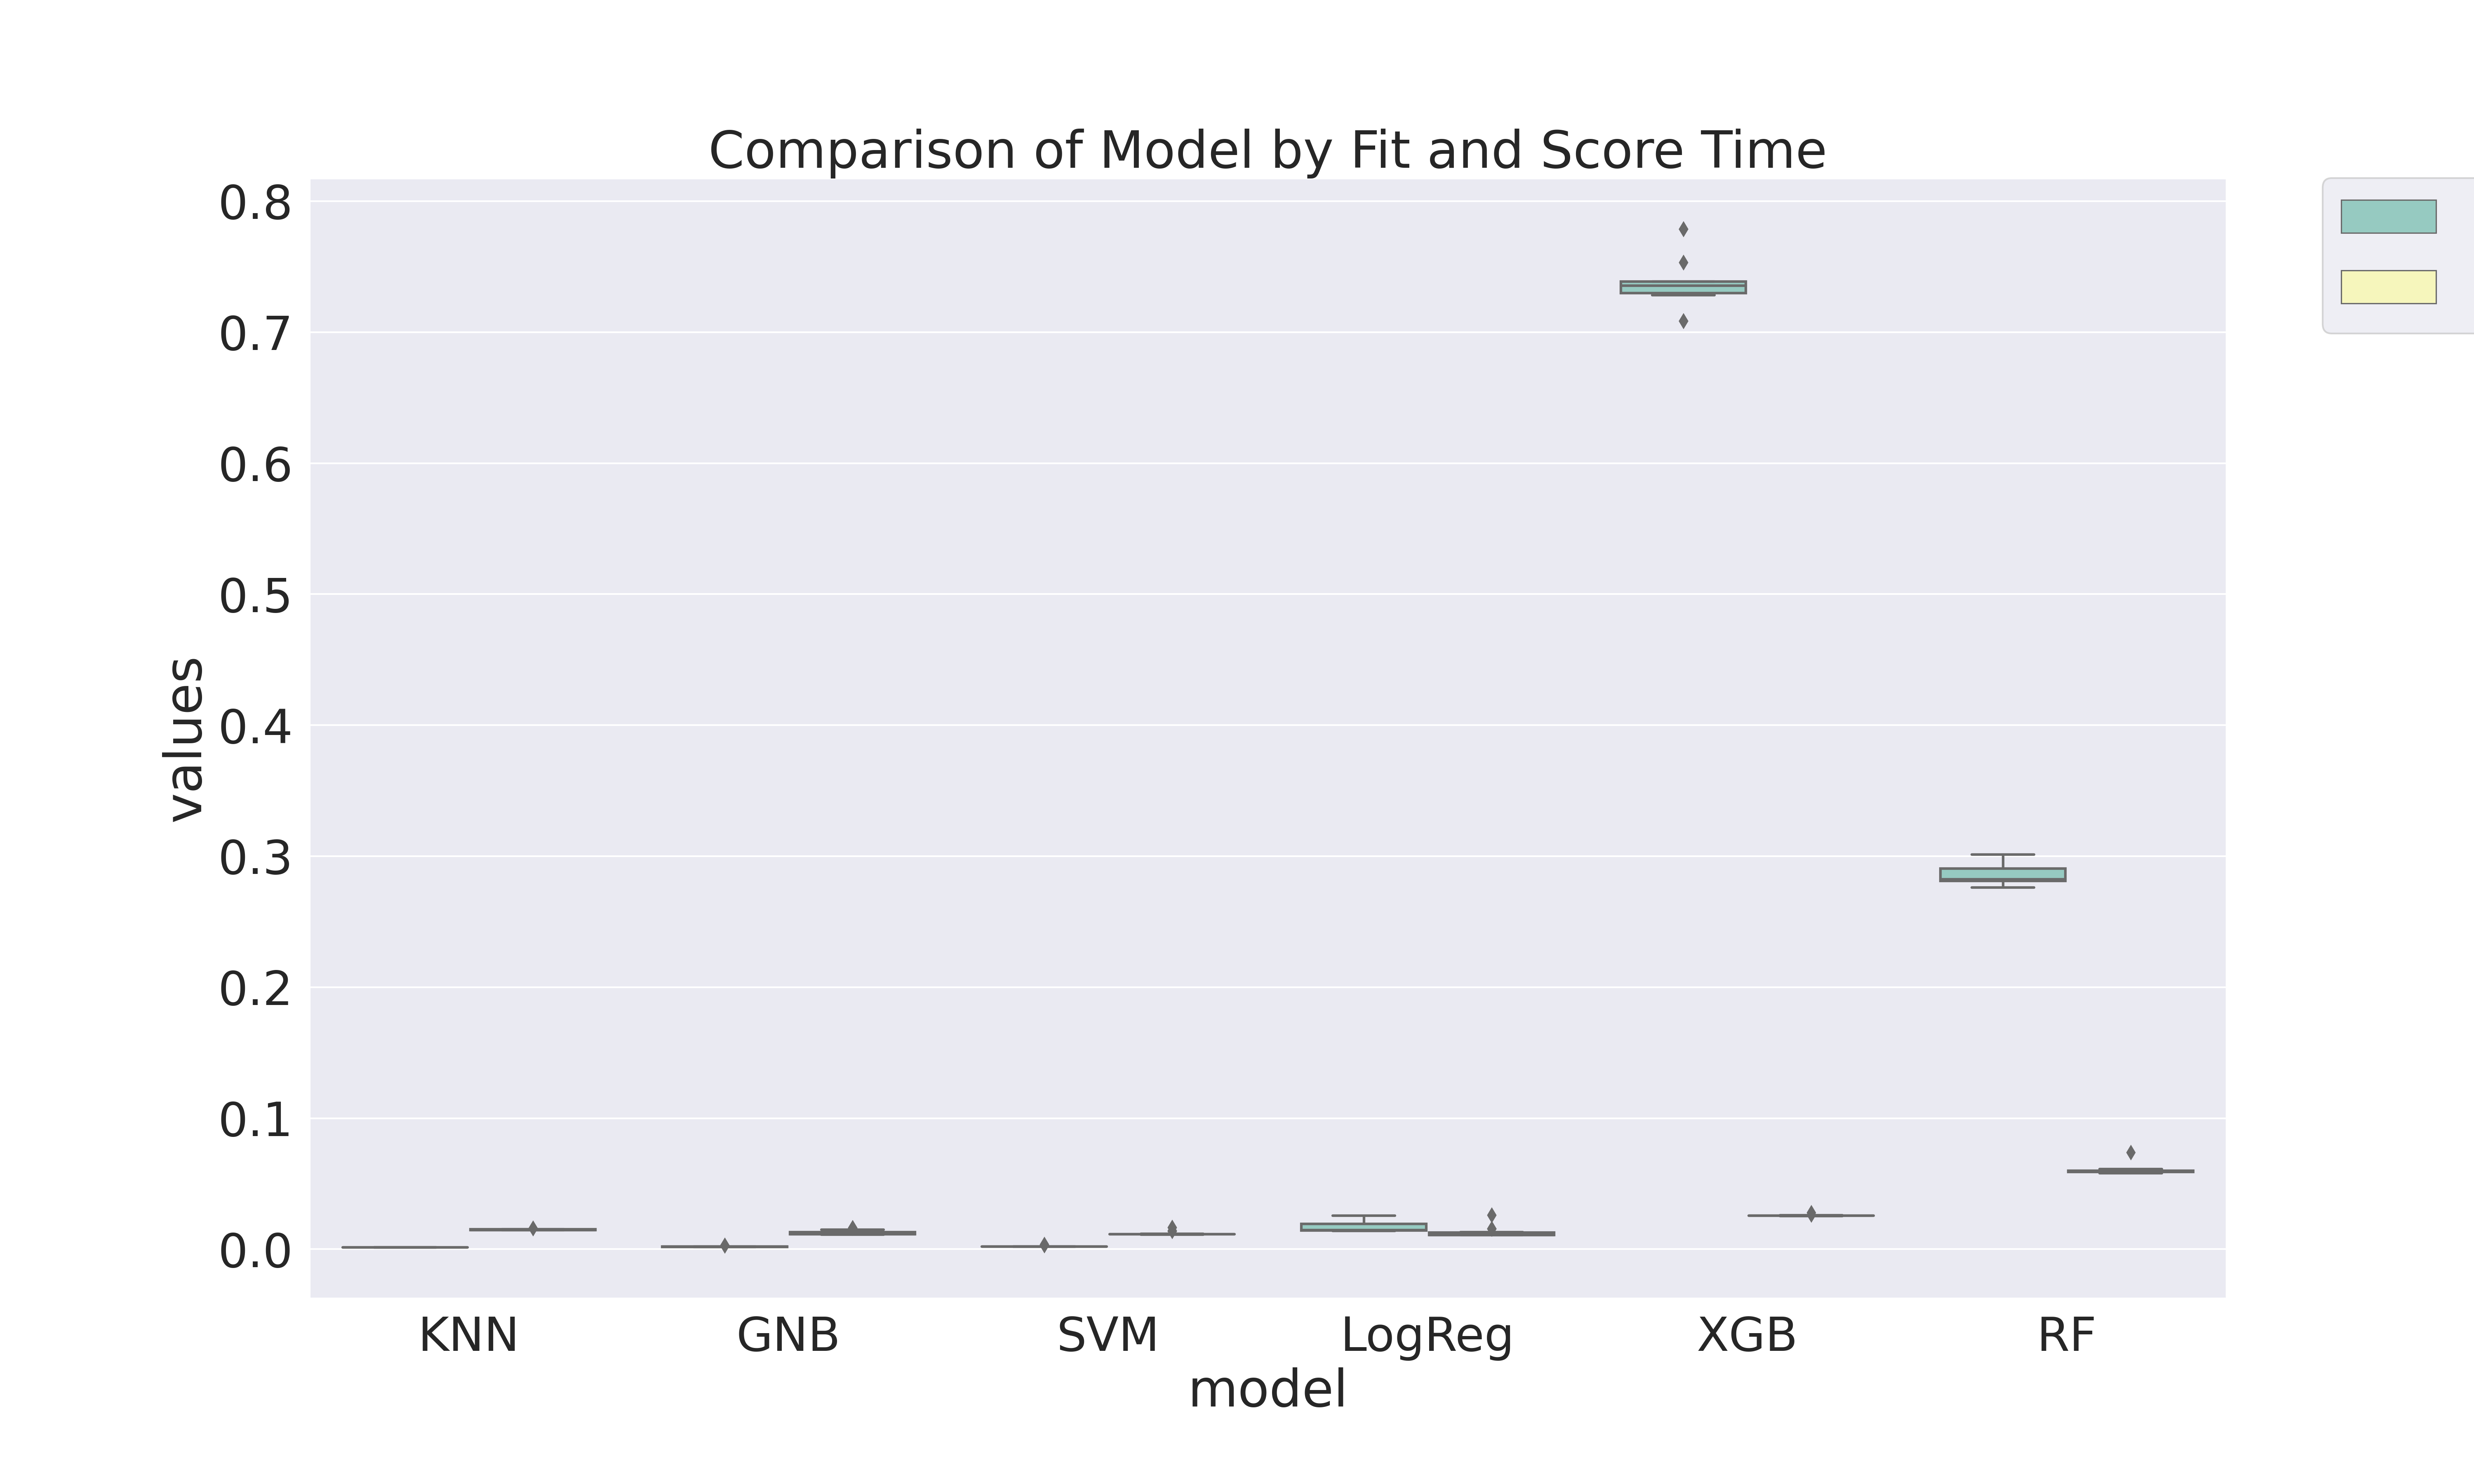 Comparison of Model by Fit and Score Time
0.8
0.7
0.6
0.5
0.4
0.3
0.2
0.1
0.0
values
KNN GNB SVM LogReg XGB RF
model